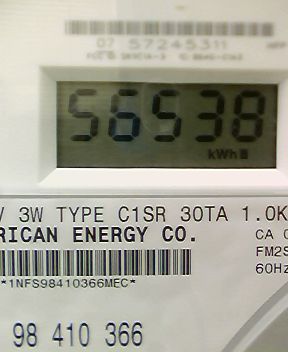 07 57245311
56538
kWh
V 3W TYPE C1SR 30TA 1.0K
RICAN ENERGY CO.
CA
FM2S
60Hz
*1NFS98410366MEC*
98 410 366